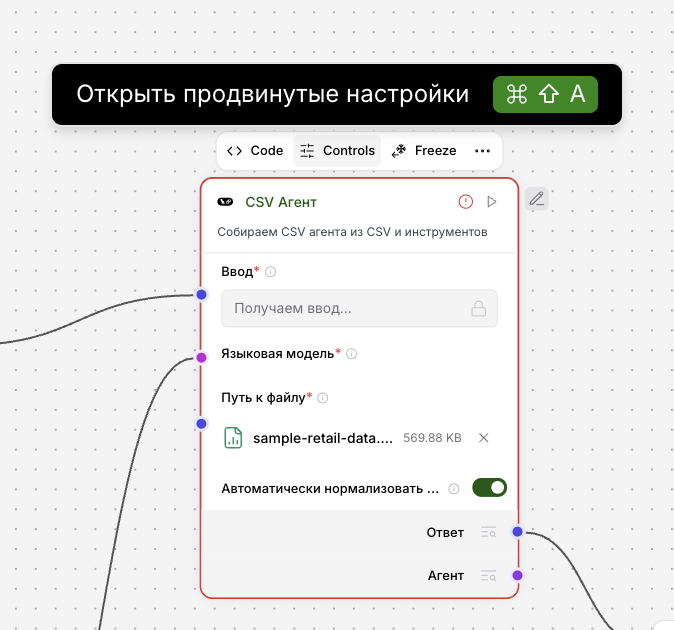 Открыть продвинутые настройки ⌘ ⇧ A
Code Controls Freeze
CSV Агент
Собираем CSV агента из CSV и инструментов
Ввод*
Получаем ввод...
Языковая модель*
Путь к файлу*
sample-retail-data.... 569.88 KB
Автоматически нормализовать ...
Ответ
Агент